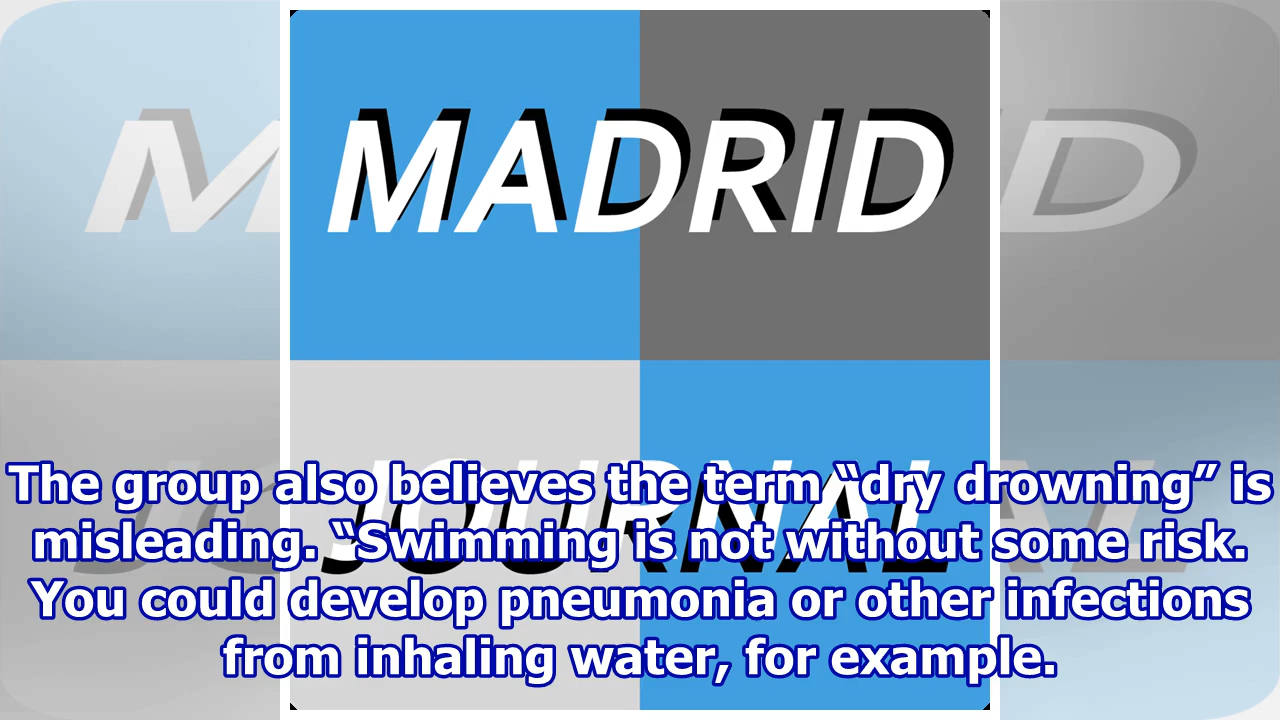 MADRID
JOURNAL
The group also believes the term “dry drowning” is
misleading. “Swimming is not without some risk.
You could develop pneumonia or other infections
from inhaling water, for example.